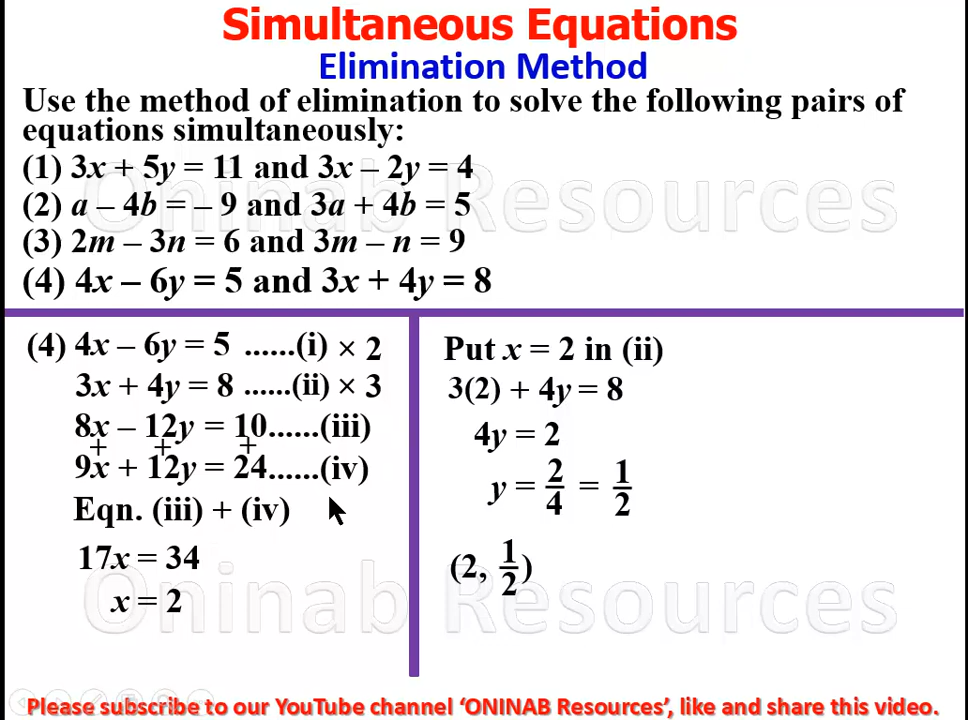 Simultaneous Equations
Elimination Method
Use the method of elimination to solve the following pairs of
equations simultaneously:
(1) 3x + 5y = 11 and 3x – 2y = 4
(2) a – 4b = – 9 and 3a + 4b = 5
(3) 2m – 3n = 6 and 3m – n = 9
(4) 4x – 6y = 5 and 3x + 4y = 8
(4) 4x – 6y = 5 ......(i) × 2
3x + 4y = 8 ......(ii) × 3
8x – 12y = 10......(iii)
+ + +
9x + 12y = 24......(iv)
Eqn. (iii) + (iv)
17x = 34
x = 2
Put x = 2 in (ii)
3(2) + 4y = 8
4y = 2
y = 2/4 = 1/2
(2, 1/2)
Oninab Resources
Oninab Resources
Please subscribe to our YouTube channel ‘ONINAB Resources’, like and share this video.